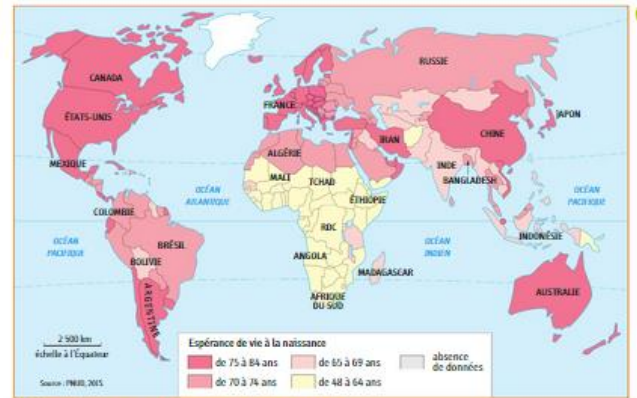 CANADA
ÉTATS-UNIS
MEXIQUE
COLOMBIE
BRÉSIL
BOLIVIE
ARGENTINE
OCÉAN
PACIFIQUE
OCÉAN
ATLANTIQUE
FRANCE
ALGÉRIE
MALI
TCHAD
ÉTHIOPIE
RDC
ANGOLA
AFRIQUE
DU SUD
MADAGASCAR
RUSSIE
IRAN
CHINE
JAPON
INDE
BANGLADESH
INDONÉSIE
AUSTRALIE
OCÉAN
INDIEN
OCÉAN
PACIFIQUE
2 500 km
échelle à l'Équateur
Source : PNUD, 2015.
Espérance de vie à la naissance
de 75 à 84 ans
de 65 à 69 ans
absence
de données
de 70 à 74 ans
de 48 à 64 ans